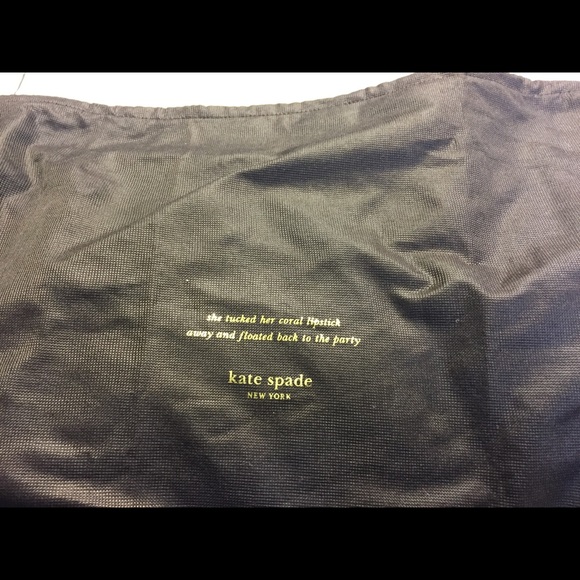 she tucked her coral lipstick
away and floated back to the party
kate spade
NEW YORK